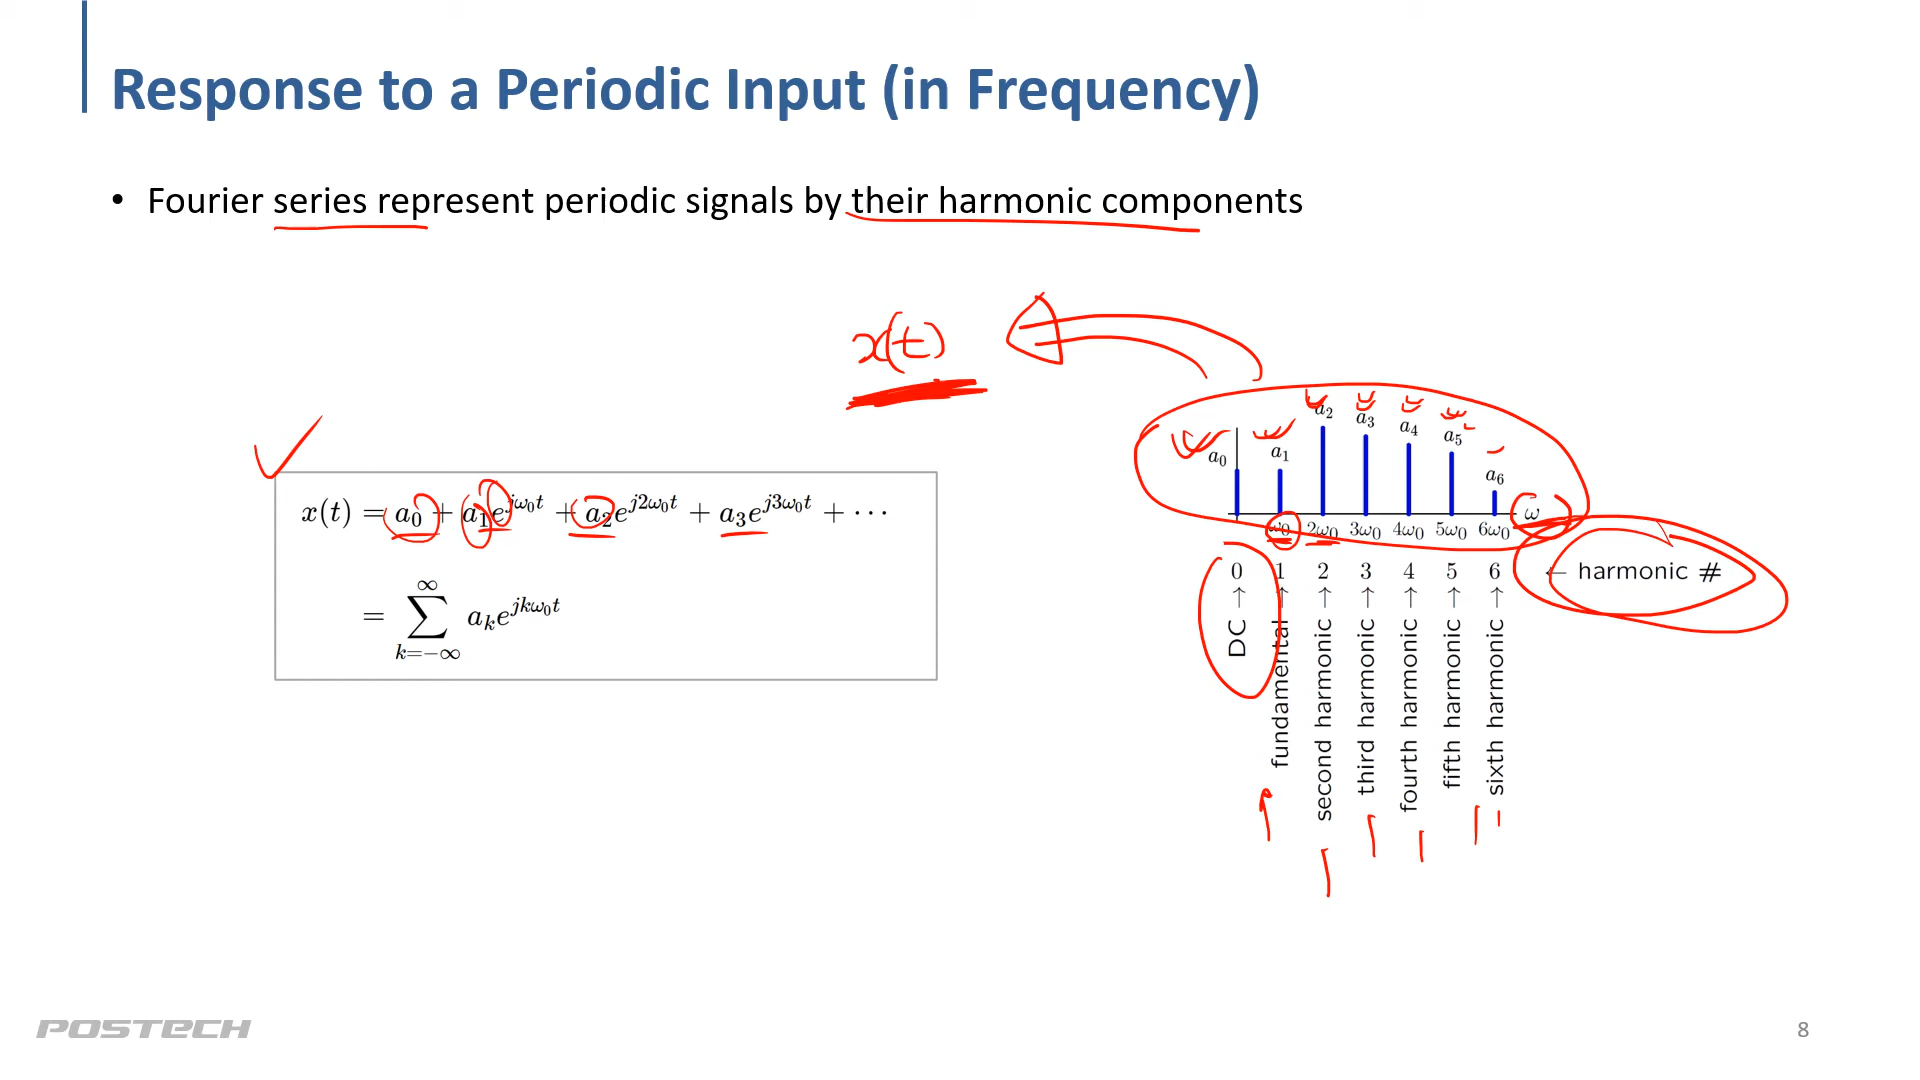 Response to a Periodic Input (in Frequency)
• Fourier series represent periodic signals by their harmonic components
x(t)
x(t) = a₀ + a₁e^{jω₀t} + a₂e^{j2ω₀t} + a₃e^{j3ω₀t} + ⋯
= ∑_{k=−∞}^{∞} a_k e^{jkω₀t}
a₀ a₁ a₂ a₃ a₄ a₅ a₆
ω₀ 2ω₀ 3ω₀ 4ω₀ 5ω₀ 6ω₀ ω
0 1 2 3 4 5 6 ← harmonic #
DC →
fundamental →
second harmonic →
third harmonic →
fourth harmonic →
fifth harmonic →
sixth harmonic →
POSTECH
8